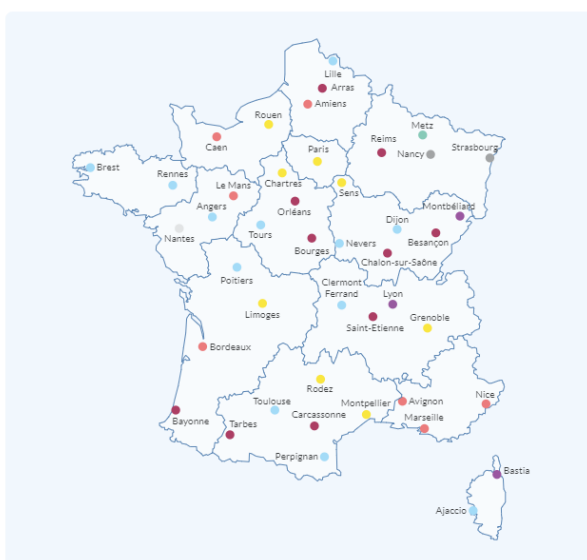 Lille
Arras
Amiens
Rouen
Caen
Metz
Reims
Nancy
Strasbourg
Paris
Brest
Rennes
Le Mans
Chartres
Sens
Angers
Orléans
Montbéliard
Nantes
Tours
Bourges
Nevers
Dijon
Besançon
Chalon-sur-Saône
Poitiers
Clermont
Ferrand
Lyon
Limoges
Saint-Etienne
Grenoble
Bordeaux
Rodez
Toulouse
Montpellier
Avignon
Nice
Bayonne
Tarbes
Carcassonne
Marseille
Perpignan
Bastia
Ajaccio